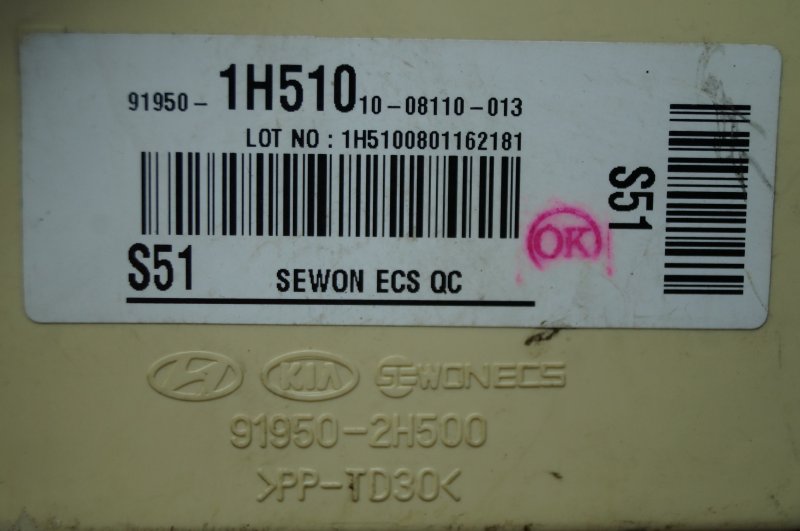 91950- 1H510 10-08110-013
LOT NO : 1H5100801162181
S51
SEWON ECS QC
OK
S51
KIA SEWONECS
91950-2H500
>PP-TD30<